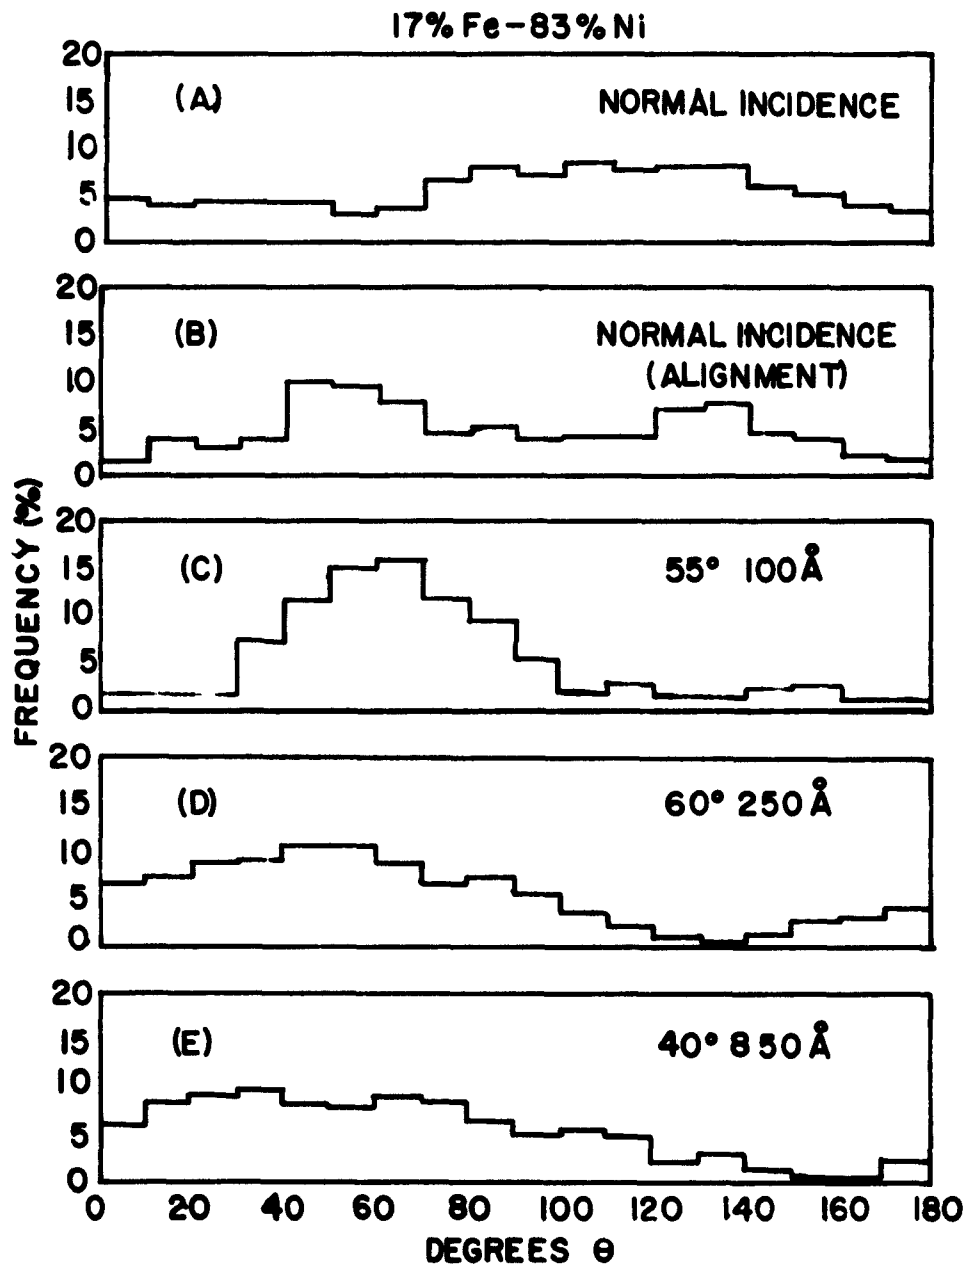 17% Fe-83% Ni
20
15
10
5
0
(A)
NORMAL INCIDENCE
20
15
10
5
0
(B)
NORMAL INCIDENCE
(ALIGNMENT)
20
15
10
5
0
(C)
55° 100Å
20
15
10
5
0
(D)
60° 250Å
20
15
10
5
0
(E)
40° 850Å
FREQUENCY (%)
0 20 40 60 80 100 120 140 160 180
DEGREES θ